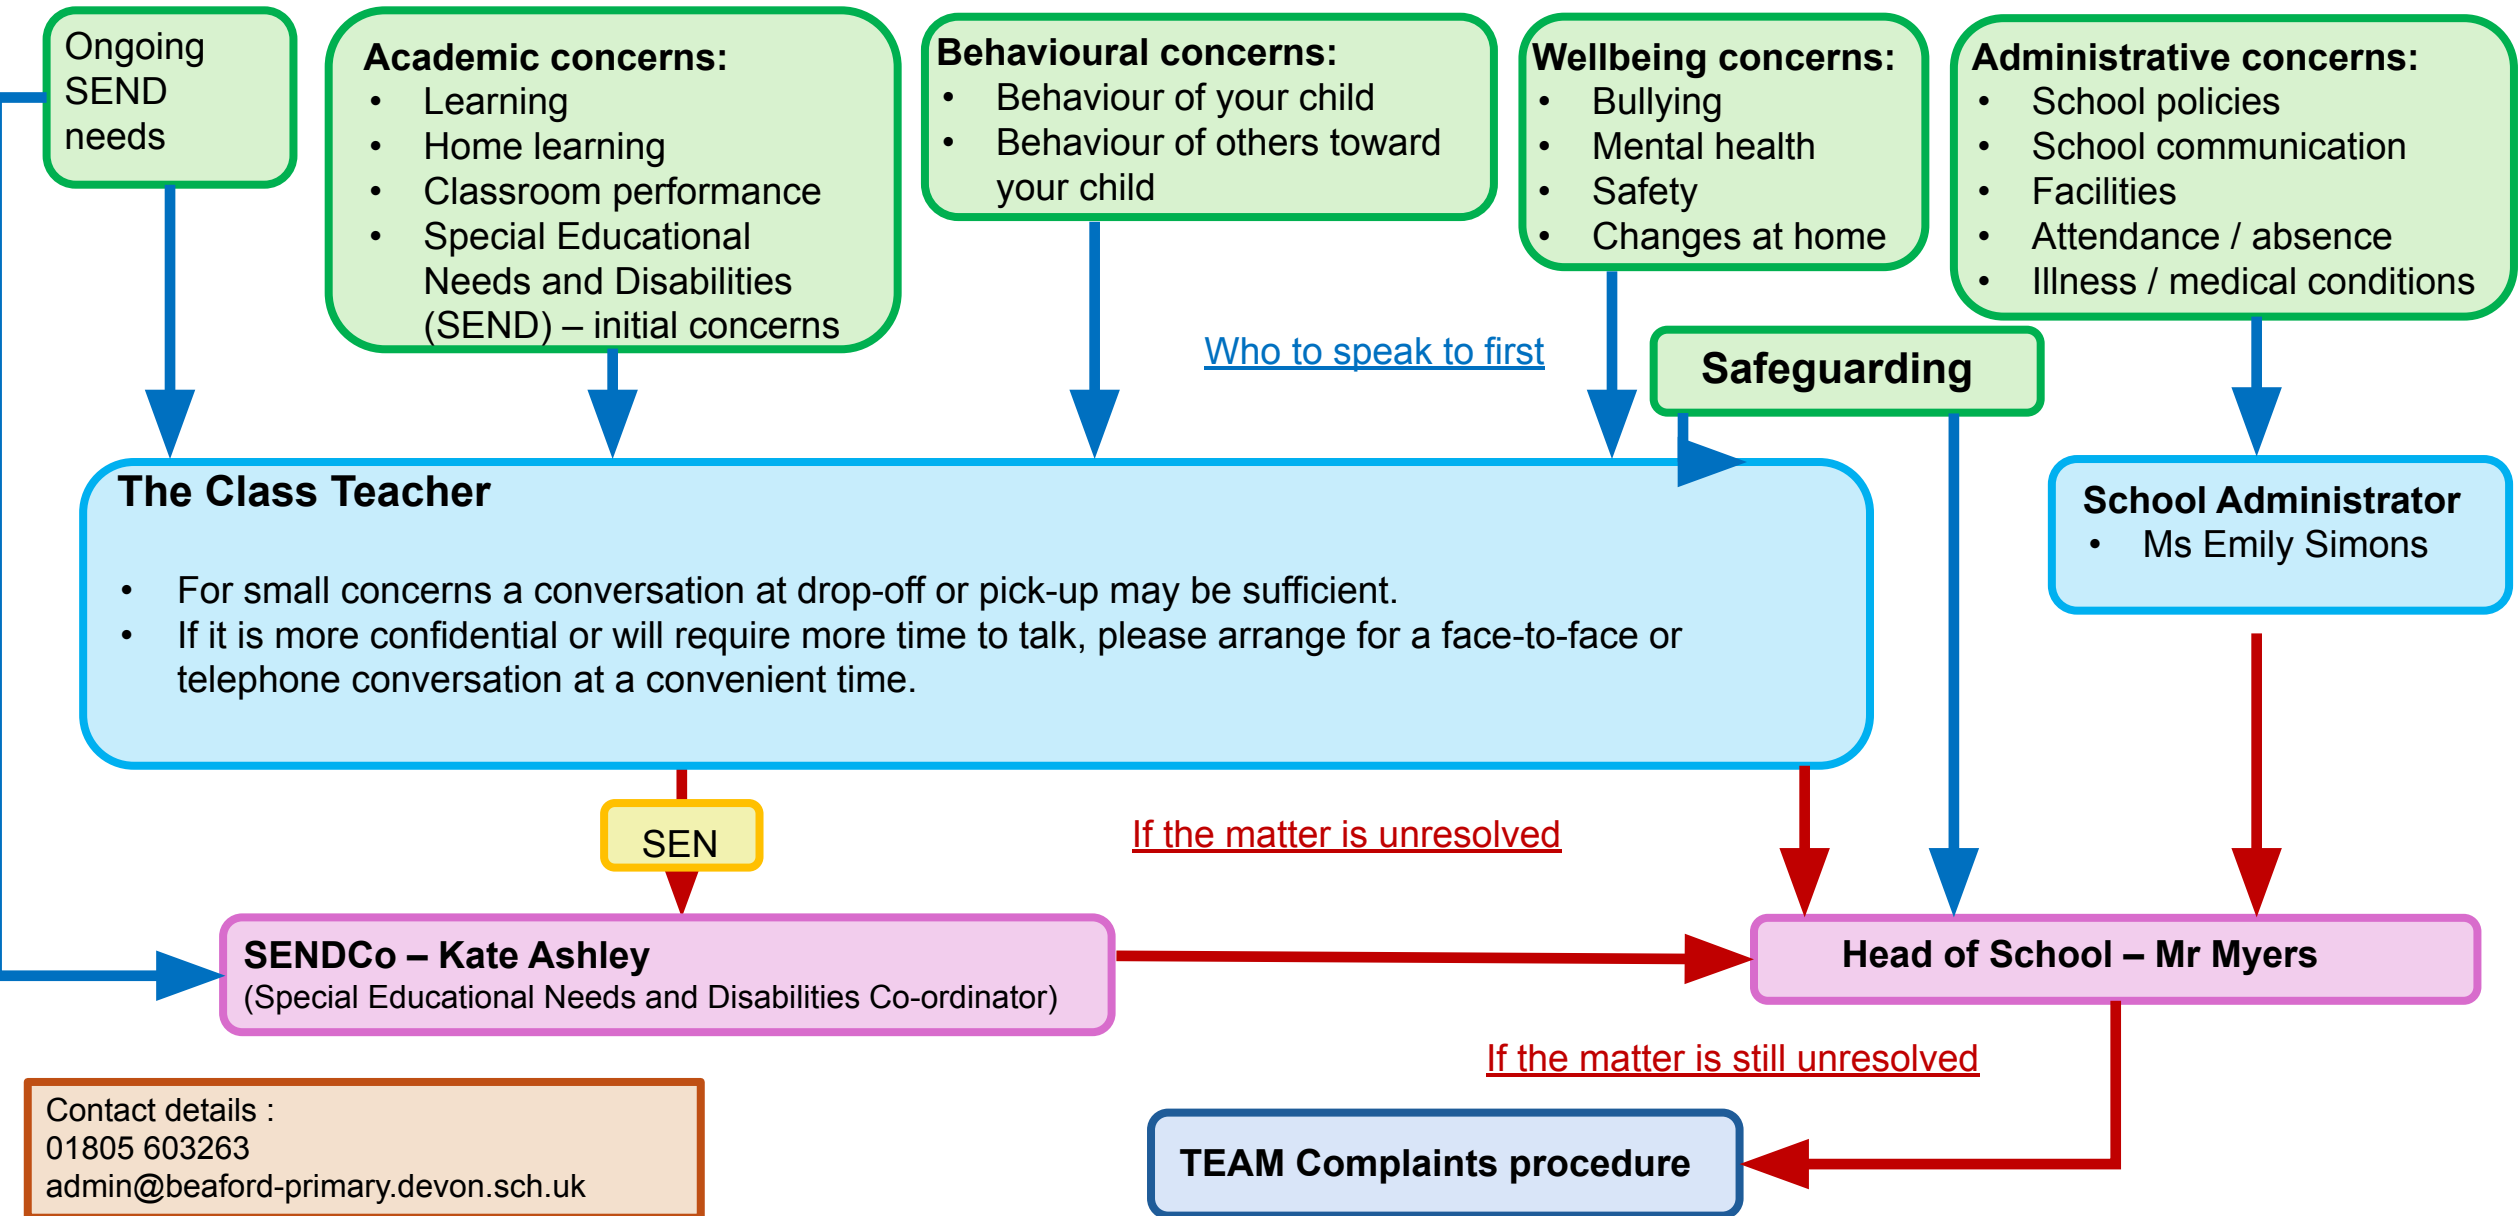 Ongoing
SEND
needs
Academic concerns:
• Learning
• Home learning
• Classroom performance
• Special Educational
Needs and Disabilities
(SEND) – initial concerns
Behavioural concerns:
• Behaviour of your child
• Behaviour of others toward
your child
Wellbeing concerns:
• Bullying
• Mental health
• Safety
• Changes at home
Administrative concerns:
• School policies
• School communication
• Facilities
• Attendance / absence
• Illness / medical conditions
Who to speak to first
Safeguarding
The Class Teacher
• For small concerns a conversation at drop-off or pick-up may be sufficient.
• If it is more confidential or will require more time to talk, please arrange for a face-to-face or
telephone conversation at a convenient time.
School Administrator
• Ms Emily Simons
SEN
If the matter is unresolved
SENDCo – Kate Ashley
(Special Educational Needs and Disabilities Co-ordinator)
Head of School – Mr Myers
If the matter is still unresolved
Contact details :
01805 603263
admin@beaford-primary.devon.sch.uk
TEAM Complaints procedure